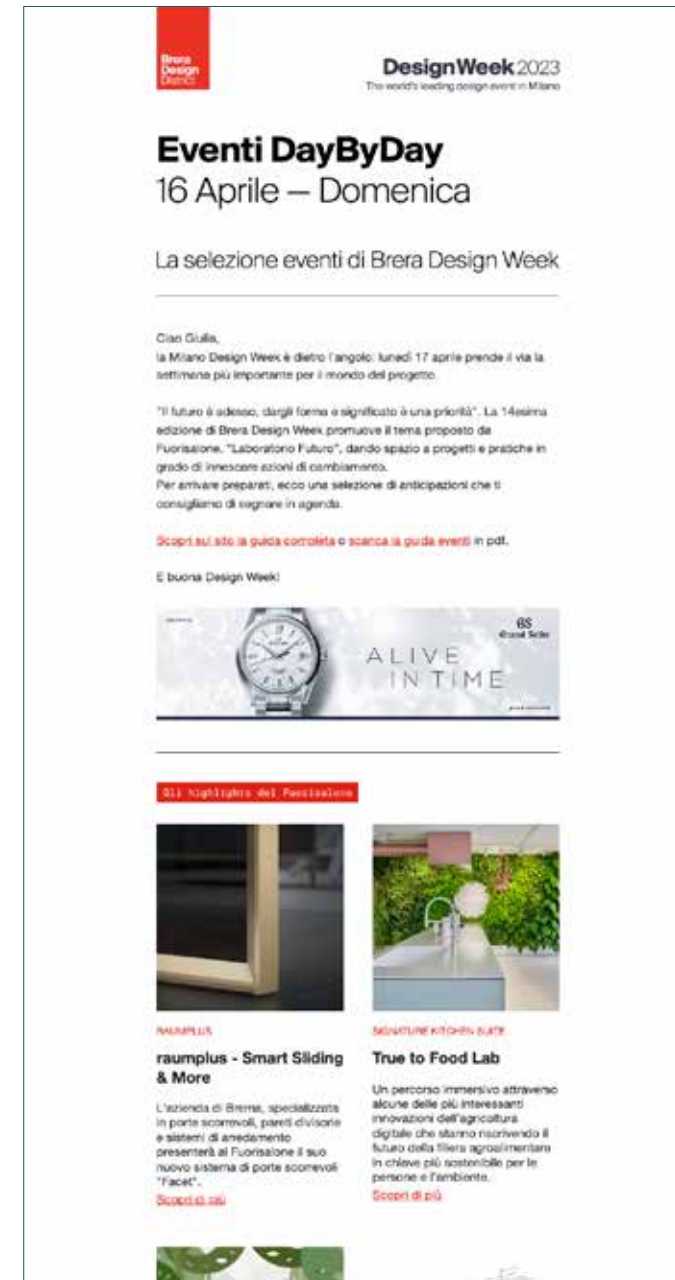 Brera
Design
District
DesignWeek 2023
The world's leading design event in Milano
Eventi DayByDay
16 Aprile — Domenica
La selezione eventi di Brera Design Week
Ciao Giulia,
la Milano Design Week è dietro l'angolo: lunedì 17 aprile prende il via la
settimana più importante per il mondo del progetto.
"Il futuro è adesso, dargli forma e significato è una priorità". La 14esima
edizione di Brera Design Week promuove il tema proposto da
Fuorisalone, "Laboratorio Futuro", dando spazio a progetti e pratiche in
grado di innescare azioni di cambiamento.
Per arrivare preparati, ecco una selezione di anticipazioni che ti
consigliamo di segnare in agenda.
Scopri sul sito la guida completa o scarica la guida eventi in pdf.
E buona Design Week!
GS
Grand Seiko
ALIVE
IN TIME
Gli highlights del Fuorisalone
RAUMPLUS
raumplus - Smart Sliding
& More
L'azienda di Brema, specializzata
in porte scorrevoli, pareti divisorie
e sistemi di arredamento
presenterà al Fuorisalone il suo
nuovo sistema di porte scorrevoli
"Facet".
Scopri di più
SIGNATURE KITCHEN SUITE
True to Food Lab
Un percorso immersivo attraverso
alcune delle più interessanti
innovazioni dell'agricoltura
digitale che stanno riscrivendo il
futuro della filiera agroalimentare
in chiave più sostenibile per le
persone e l'ambiente.
Scopri di più